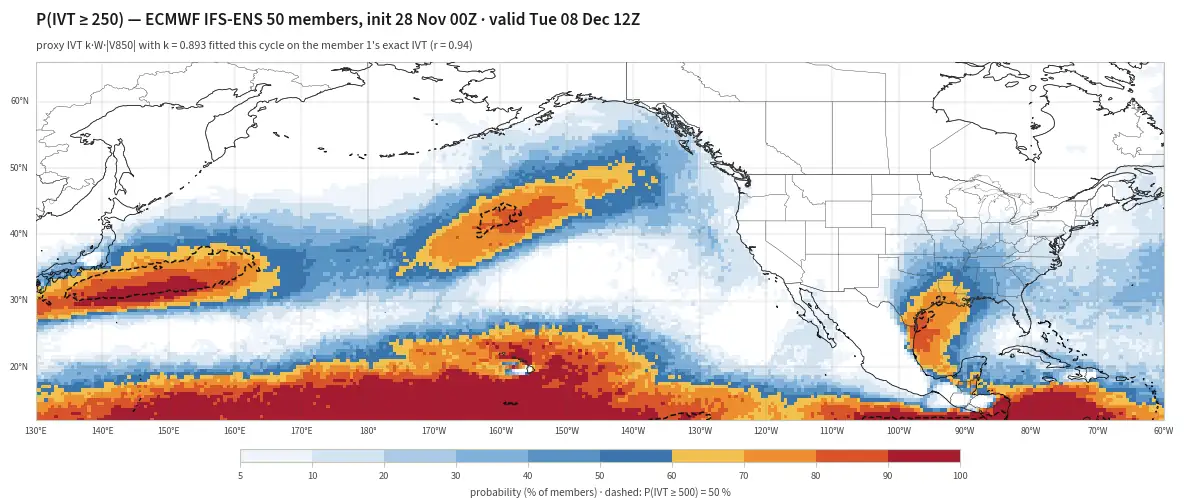 P(IVT ≥ 250) — ECMWF IFS-ENS 50 members, init 28 Nov 00Z · valid Tue 08 Dec 12Z
proxy IVT k·W·|V850| with k = 0.893 fitted this cycle on the member 1's exact IVT (r = 0.94)
60°N
50°N
40°N
30°N
20°N
130°E 140°E 150°E 160°E 170°E 180° 170°W 160°W 150°W 140°W 130°W 120°W 110°W 100°W 90°W 80°W 70°W 60°W
5 10 20 30 40 50 60 70 80 90 100
probability (% of members) · dashed: P(IVT ≥ 500) = 50 %